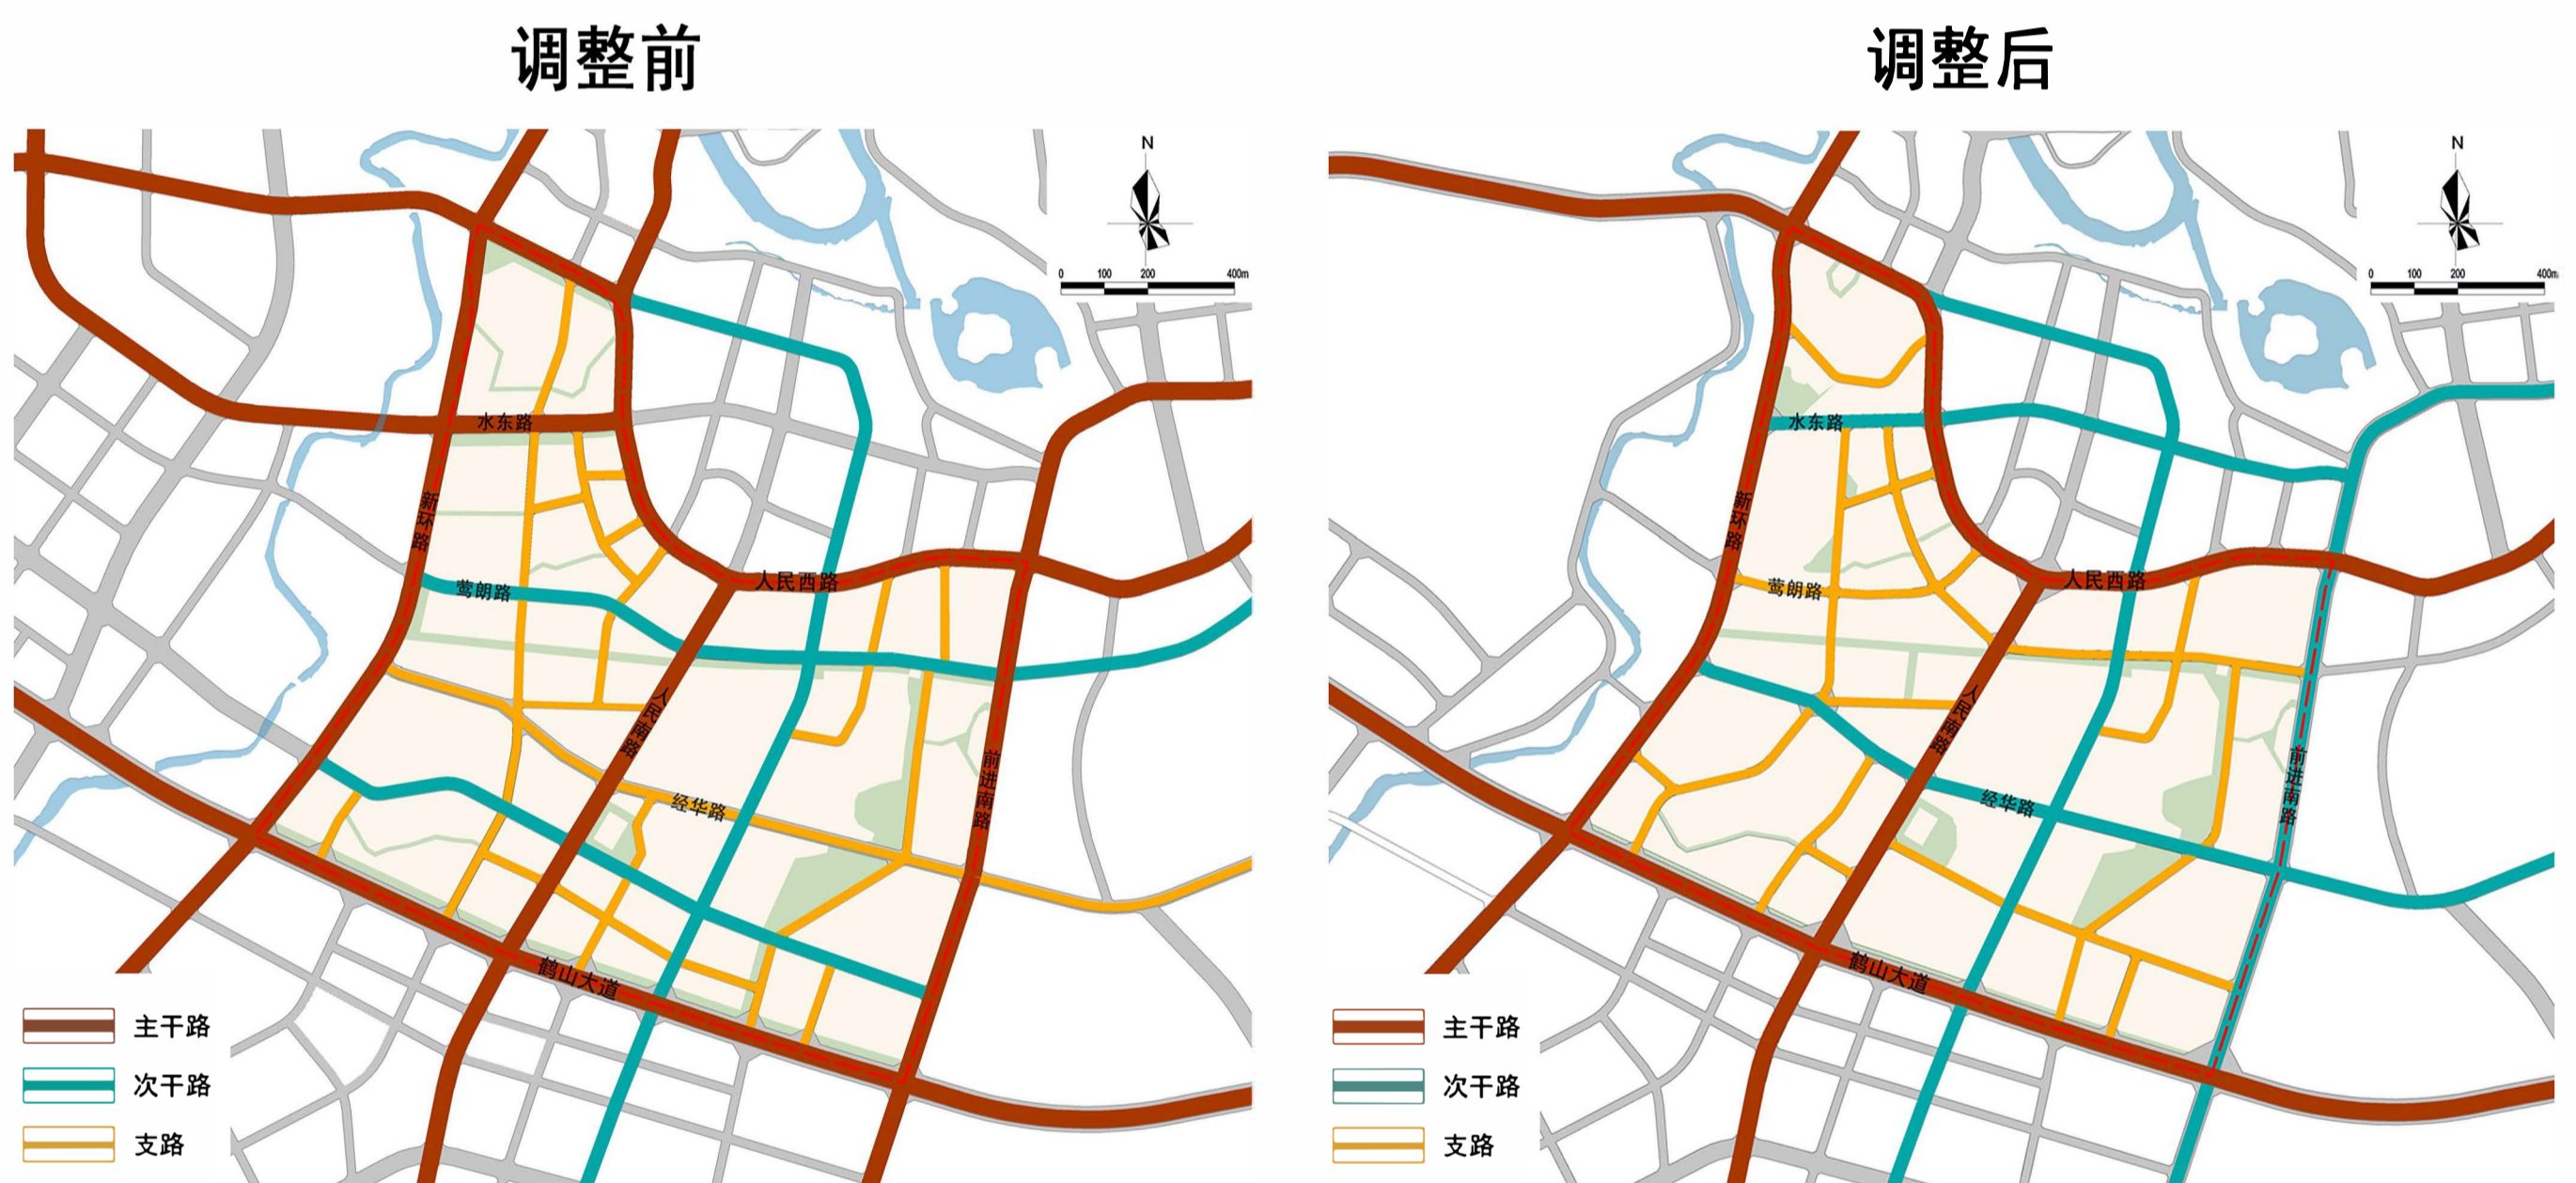 调整前
N
0 100 200 400m
水东路
新环路
莺朗路
人民西路
人民南路
经华路
前进南路
鹤山大道
主干路
次干路
支路
调整后
N
0 100 200 400m
水东路
新环路
莺朗路
人民西路
人民南路
经华路
前进南路
鹤山大道
主干路
次干路
支路